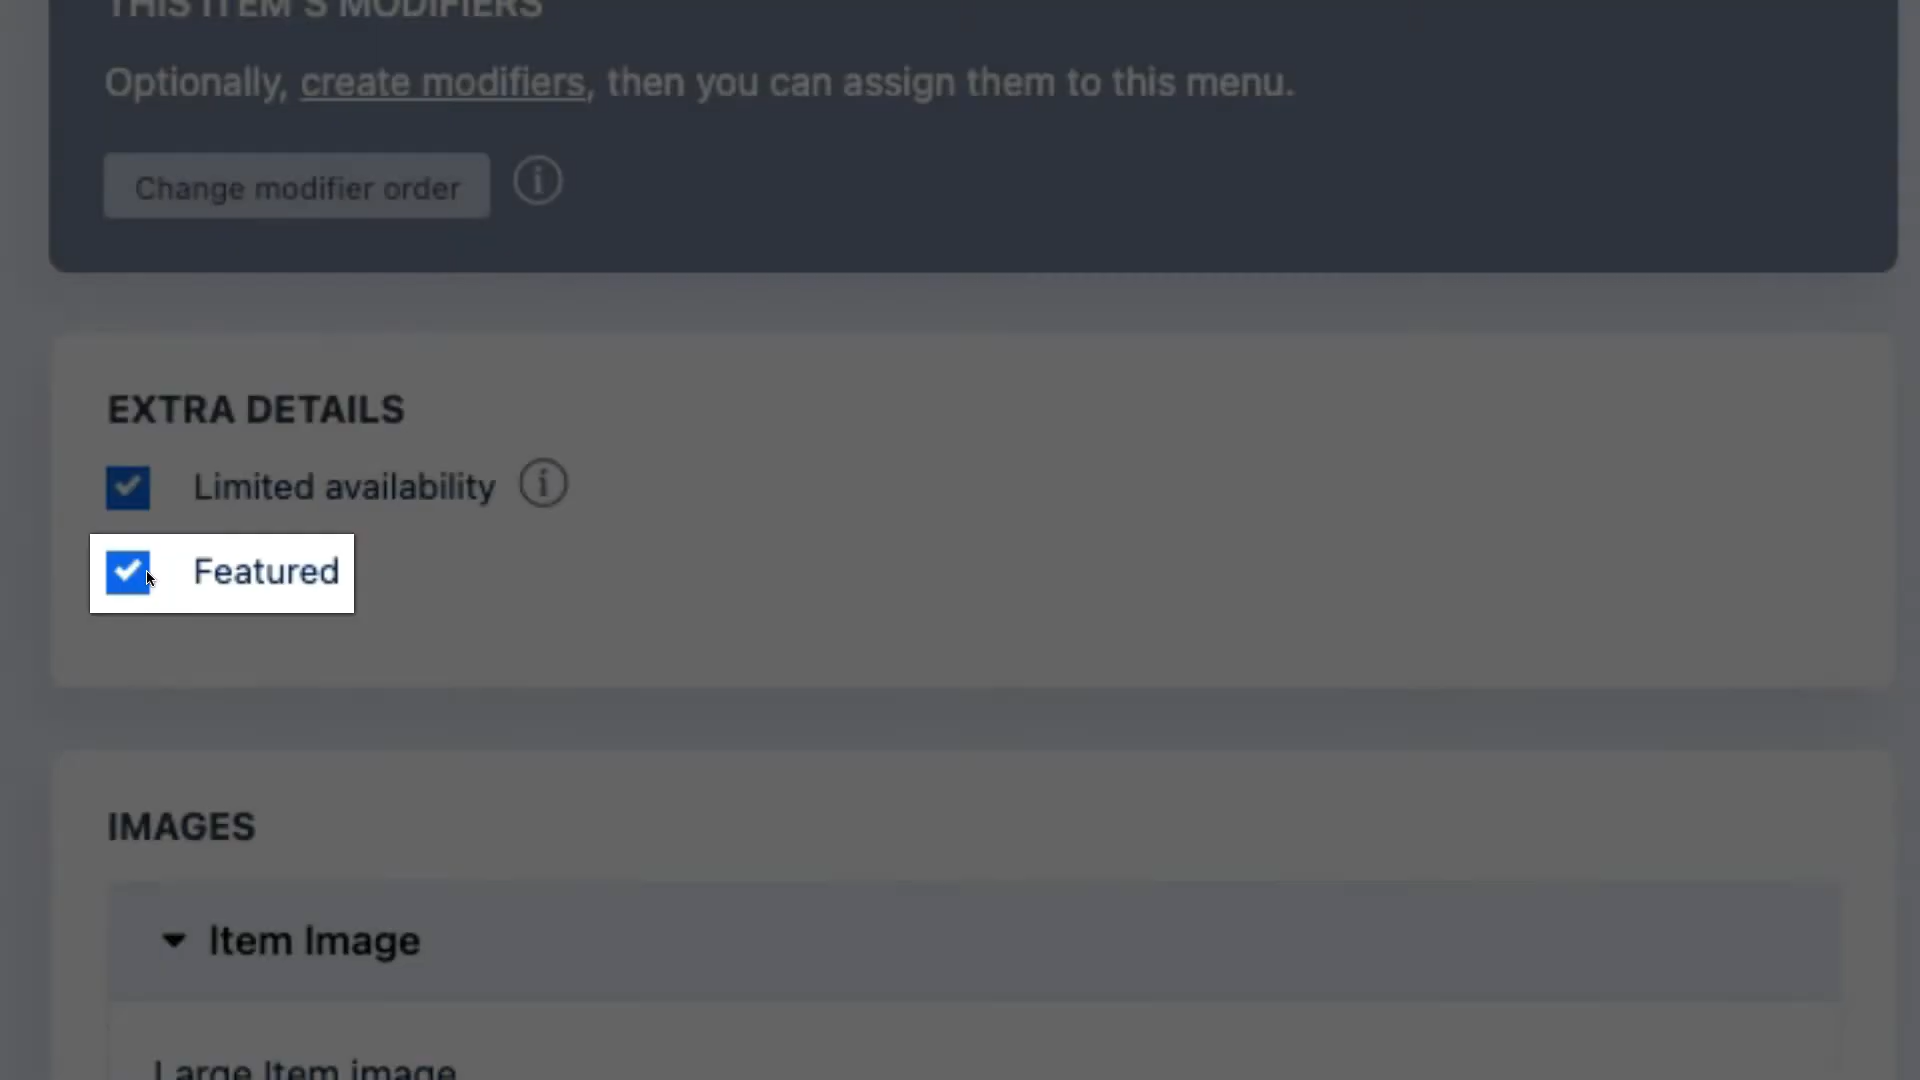 THIS ITEM'S MODIFIERS
Optionally, create modifiers, then you can assign them to this menu.
Change modifier order
EXTRA DETAILS
Limited availability
Featured
IMAGES
Item Image
Large Item image